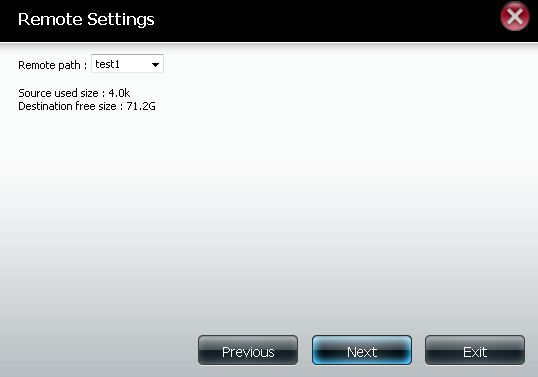 Remote Settings
Remote path : test1
Source used size : 4.0k
Destination free size : 71.2G
Previous Next Exit